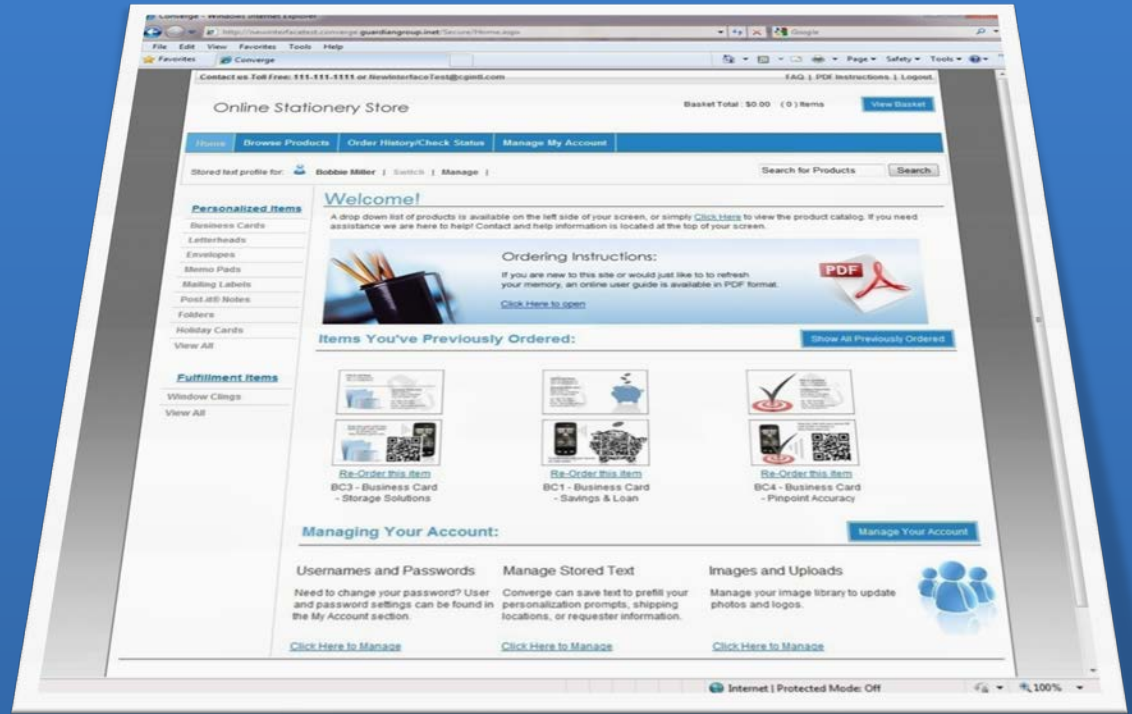 Converge - Windows Internet Explorer
http://newinterfacetest.converge.guardiangroup.inet/Secure/Home.aspx
Google
File Edit View Favorites Tools Help
Favorites Converge
Page Safety Tools
Contact us Toll Free: 111-111-1111 or NewInterfaceTest@cgintl.com
FAQ | PDF Instructions | Logout
Online Stationery Store
Basket Total : $0.00 ( 0 ) Items
View Basket
Home Browse Products Order History/Check Status Manage My Account
Stored text profile for: Bobbie Miller | Switch | Manage |
Search for Products Search
Personalized Items
Business Cards
Letterheads
Envelopes
Memo Pads
Mailing Labels
Post it® Notes
Folders
Holiday Cards
View All
Fulfillment Items
Window Clings
View All
Welcome!
A drop down list of products is available on the left side of your screen, or simply Click Here to view the product catalog. If you need
assistance we are here to help! Contact and help information is located at the top of your screen.
Ordering Instructions:
If you are new to this site or would just like to to refresh
your memory, an online user guide is available in PDF format.
Click Here to open
PDF
Items You've Previously Ordered:
Show All Previously Ordered
Re-Order this item
BC3 - Business Card
- Storage Solutions
Re-Order this item
BC1 - Business Card
- Savings & Loan
Re-Order this item
BC4 - Business Card
- Pinpoint Accuracy
Managing Your Account:
Manage Your Account
Usernames and Passwords
Need to change your password? User
and password settings can be found in
the My Account section.
Click Here to Manage
Manage Stored Text
Converge can save text to prefill your
personalization prompts, shipping
locations, or requester information.
Click Here to Manage
Images and Uploads
Manage your image library to update
photos and logos.
Click Here to Manage
Internet | Protected Mode: Off
100%